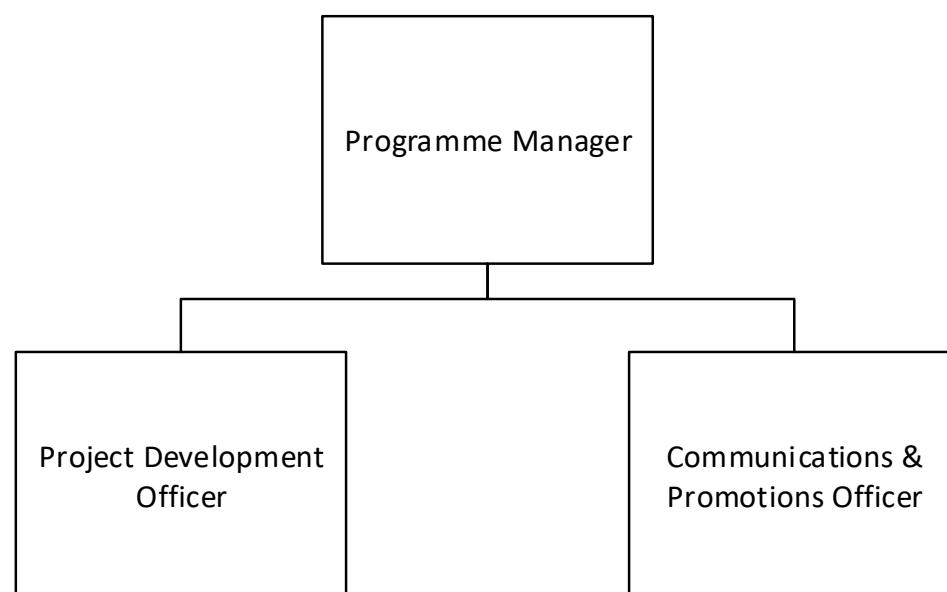 Programme Manager
Project Development
Officer
Communications &
Promotions Officer